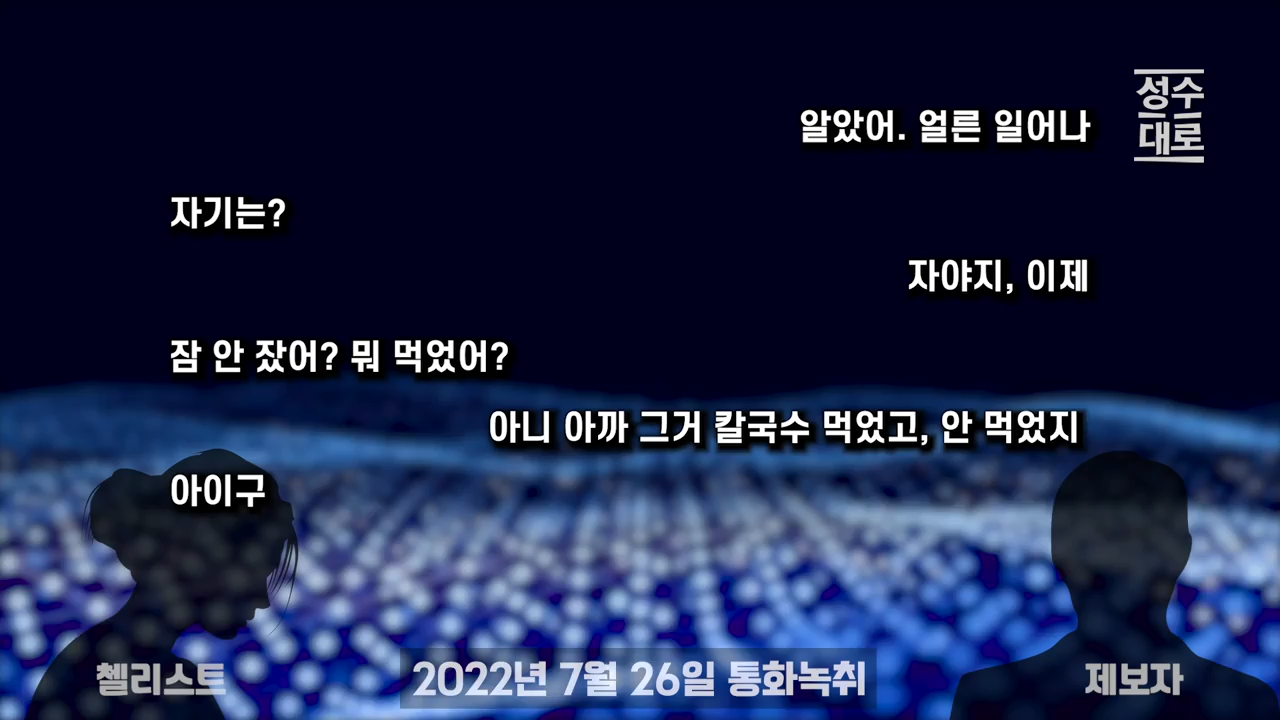 성수
대로
알았어. 얼른 일어나
자기는?
자야지, 이제
잠 안 잤어? 뭐 먹었어?
아니 아까 그거 칼국수 먹었고, 안 먹었지
아이구
첼리스트
2022년 7월 26일 통화녹취
제보자